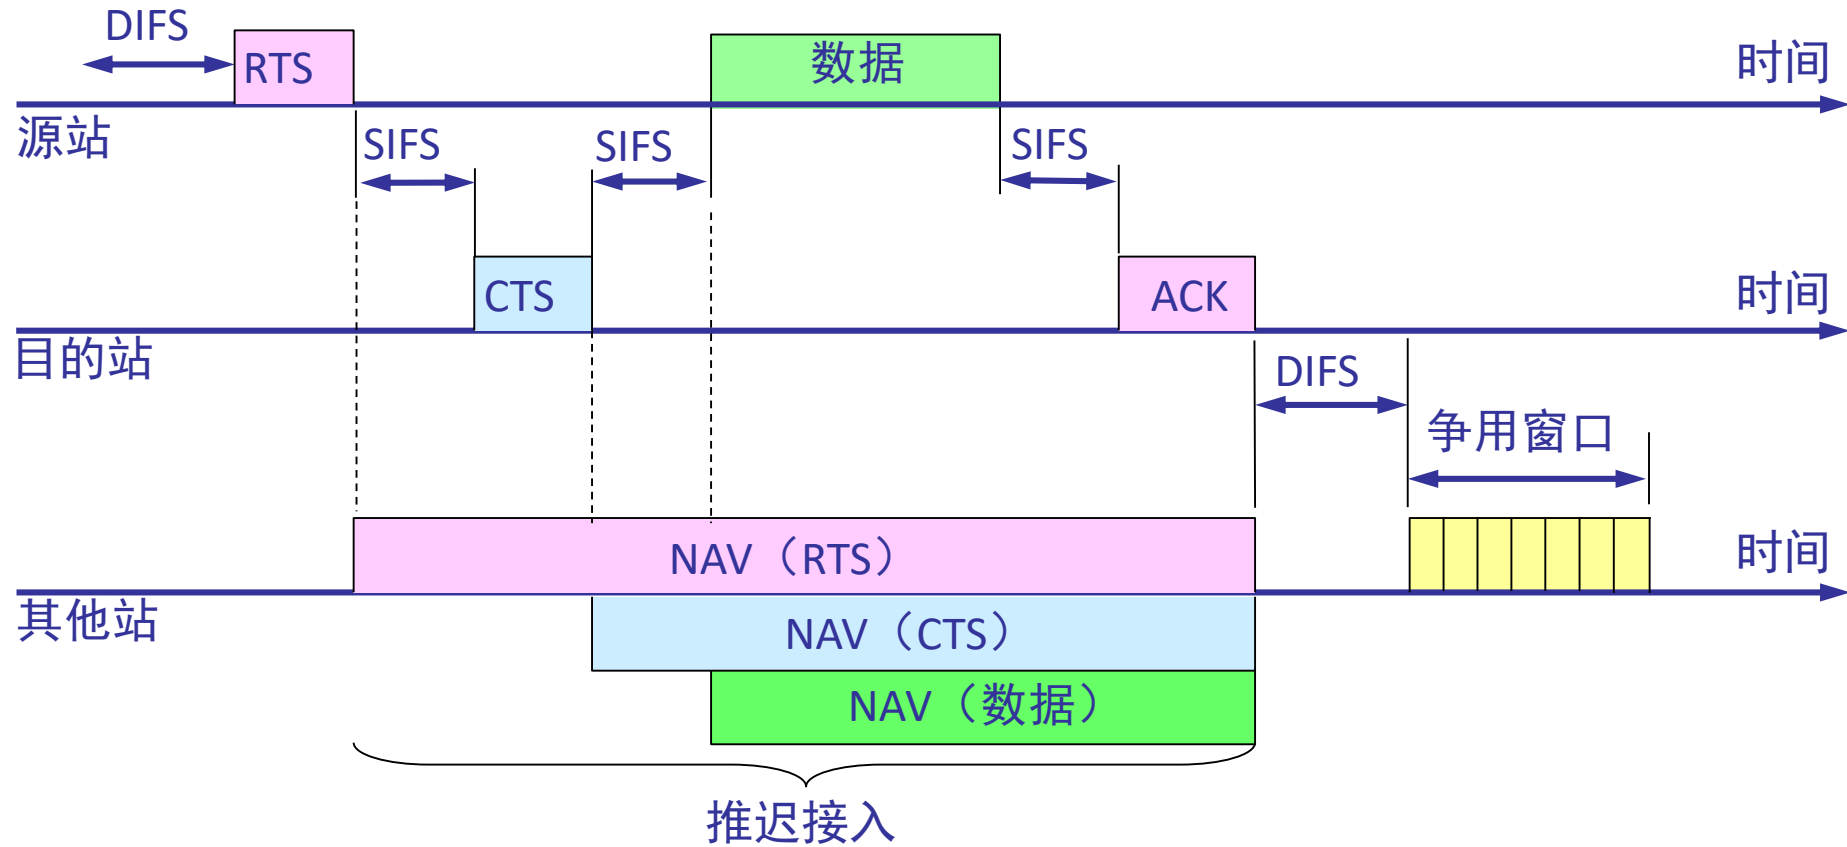 DIFS
RTS
数据
时间
源站
SIFS
SIFS
SIFS
CTS
ACK
时间
目的站
DIFS
争用窗口
NAV（RTS）
时间
其他站
NAV（CTS）
NAV（数据）
推迟接入